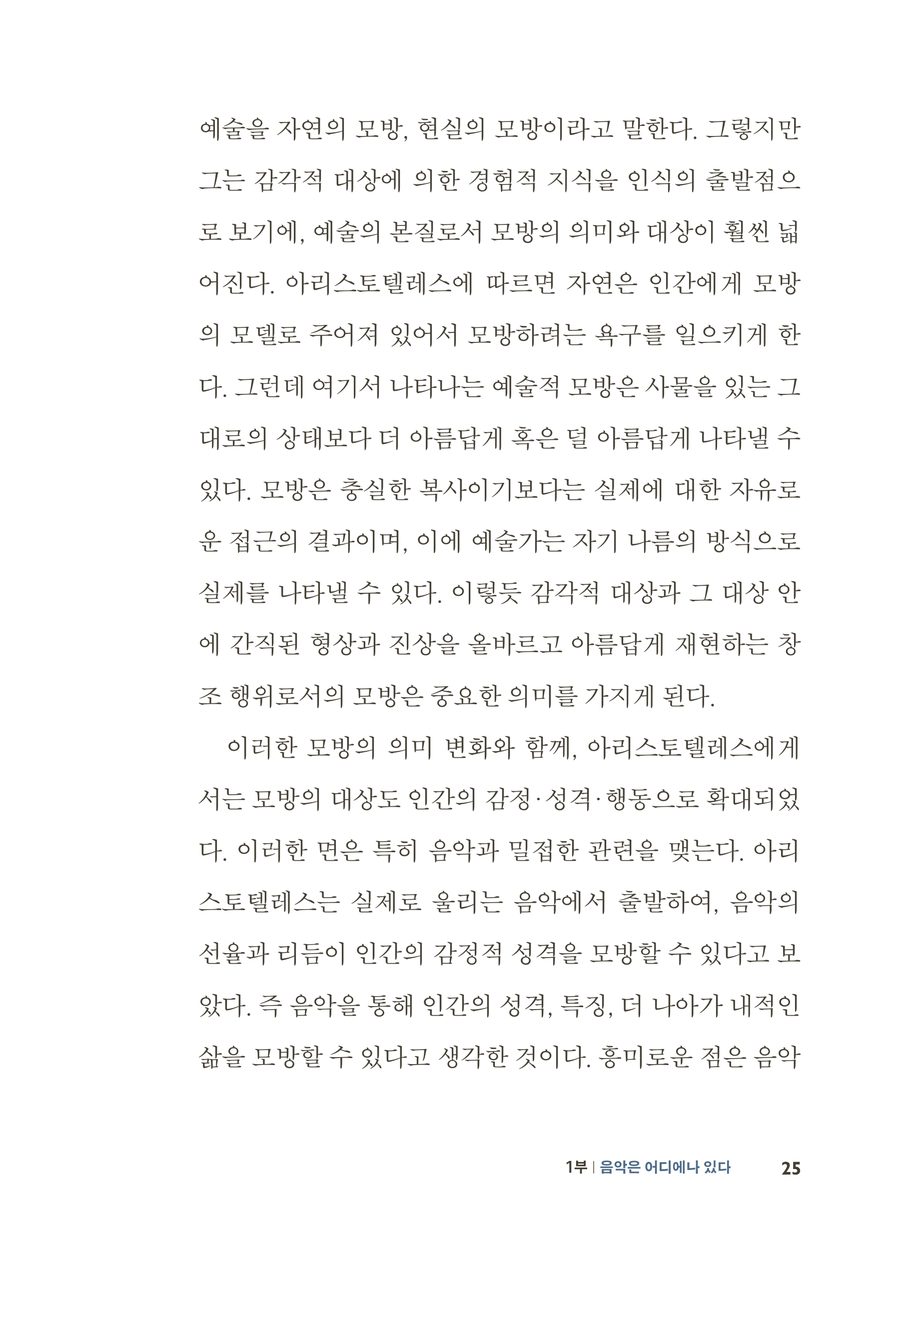 예술을 자연의 모방, 현실의 모방이라고 말한다. 그렇지만
그는 감각적 대상에 의한 경험적 지식을 인식의 출발점으
로 보기에, 예술의 본질로서 모방의 의미와 대상이 훨씬 넓
어진다. 아리스토텔레스에 따르면 자연은 인간에게 모방
의 모델로 주어져 있어서 모방하려는 욕구를 일으키게 한
다. 그런데 여기서 나타나는 예술적 모방은 사물을 있는 그
대로의 상태보다 더 아름답게 혹은 덜 아름답게 나타낼 수
있다. 모방은 충실한 복사이기보다는 실제에 대한 자유로
운 접근의 결과이며, 이에 예술가는 자기 나름의 방식으로
실제를 나타낼 수 있다. 이렇듯 감각적 대상과 그 대상 안
에 간직된 형상과 진상을 올바르고 아름답게 재현하는 창
조 행위로서의 모방은 중요한 의미를 가지게 된다.
이러한 모방의 의미 변화와 함께, 아리스토텔레스에게
서는 모방의 대상도 인간의 감정·성격·행동으로 확대되었
다. 이러한 면은 특히 음악과 밀접한 관련을 맺는다. 아리
스토텔레스는 실제로 울리는 음악에서 출발하여, 음악의
선율과 리듬이 인간의 감정적 성격을 모방할 수 있다고 보
았다. 즉 음악을 통해 인간의 성격, 특징, 더 나아가 내적인
삶을 모방할 수 있다고 생각한 것이다. 흥미로운 점은 음악
1부 | 음악은 어디에나 있다 25